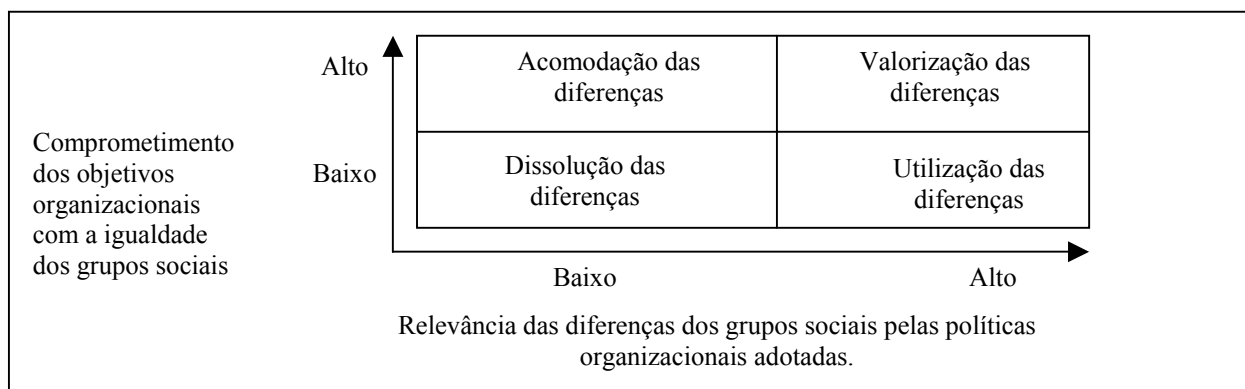 Alto
Acomodação das
diferenças
Valorização das
diferenças
Comprometimento
dos objetivos
organizacionais
com a igualdade
dos grupos sociais
Baixo
Dissolução das
diferenças
Utilização das
diferenças
Baixo
Alto
Relevância das diferenças dos grupos sociais pelas políticas
organizacionais adotadas.